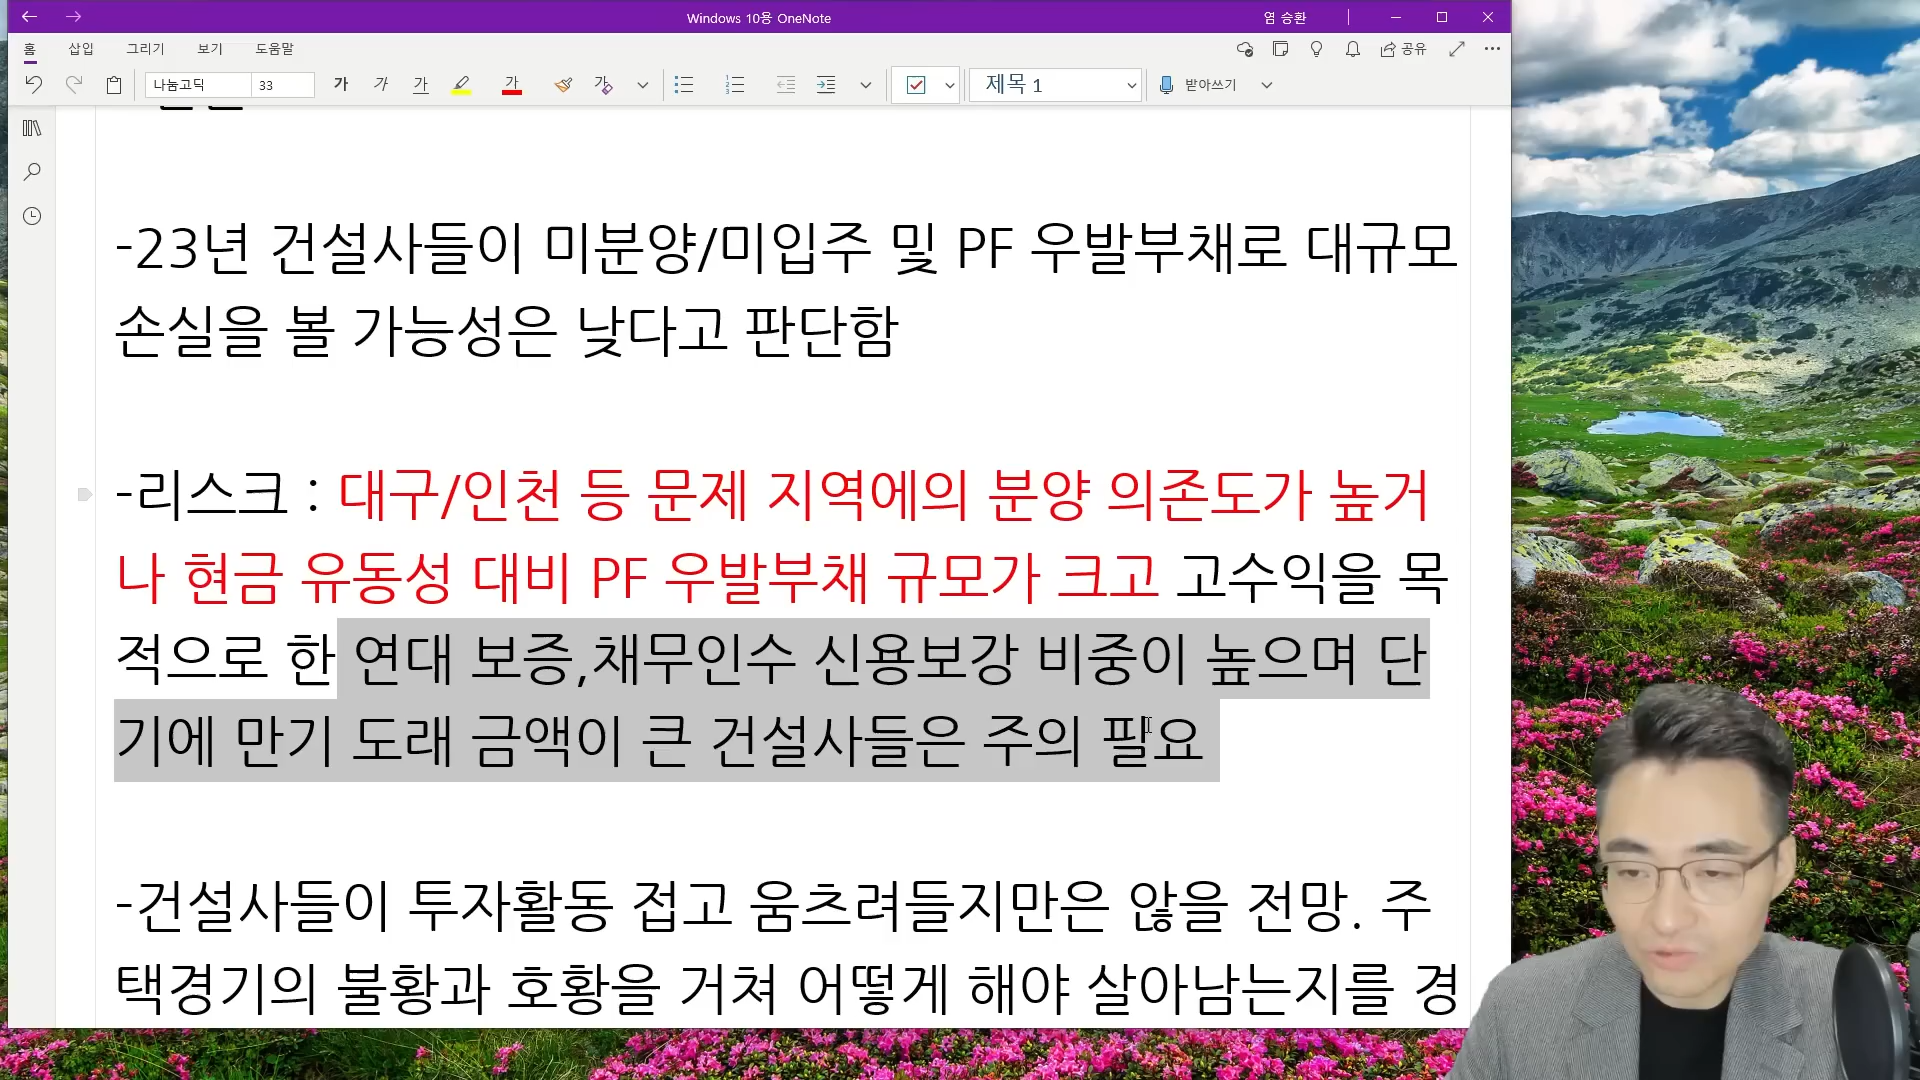 Windows 10용 OneNote
염 승환
홈 삽입 그리기 보기 도움말
공유
나눔고딕 33 가 가 가 가 가 제목 1 받아쓰기
-23년 건설사들이 미분양/미입주 및 PF 우발부채로 대규모
손실을 볼 가능성은 낮다고 판단함
-리스크 : 대구/인천 등 문제 지역에의 분양 의존도가 높거
나 현금 유동성 대비 PF 우발부채 규모가 크고 고수익을 목
적으로 한 연대 보증,채무인수 신용보강 비중이 높으며 단
기에 만기 도래 금액이 큰 건설사들은 주의 필요
-건설사들이 투자활동 접고 움츠려들지만은 않을 전망. 주
택경기의 불황과 호황을 거쳐 어떻게 해야 살아남는지를 경